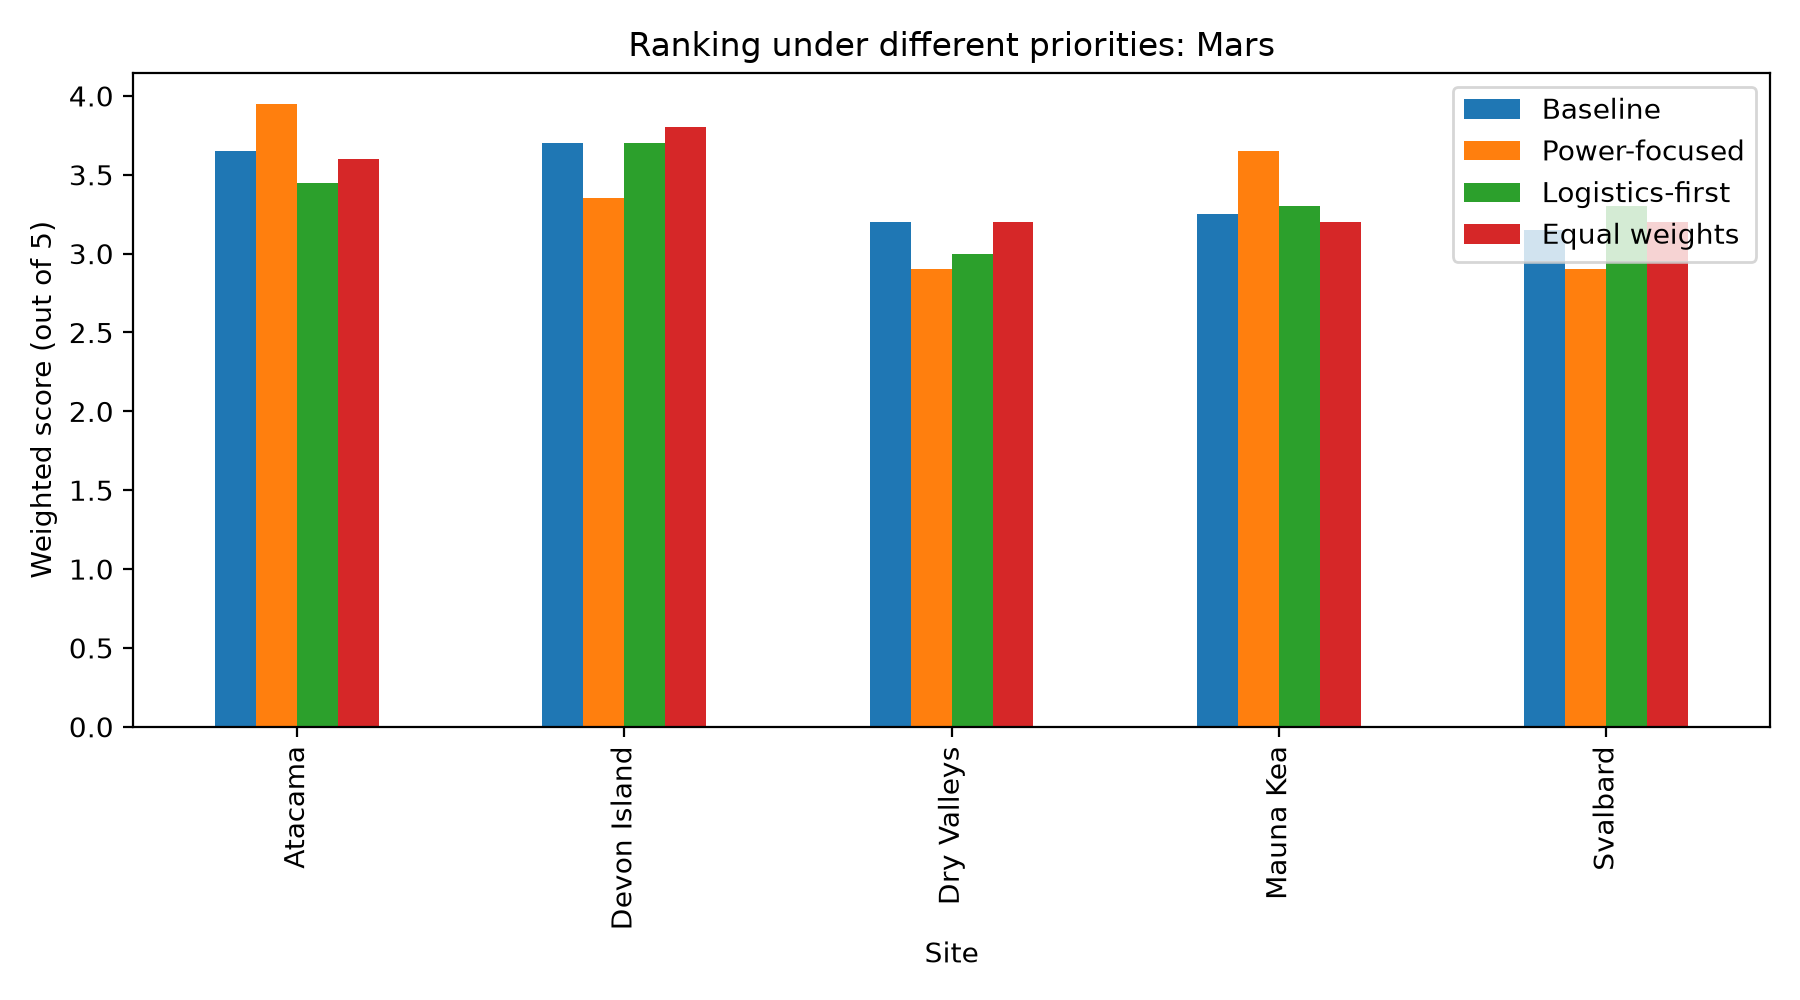 Ranking under different priorities: Mars
Weighted score (out of 5)
4.0
3.5
3.0
2.5
2.0
1.5
1.0
0.5
0.0
Baseline
Power-focused
Logistics-first
Equal weights
Atacama
Devon Island
Dry Valleys
Mauna Kea
Svalbard
Site